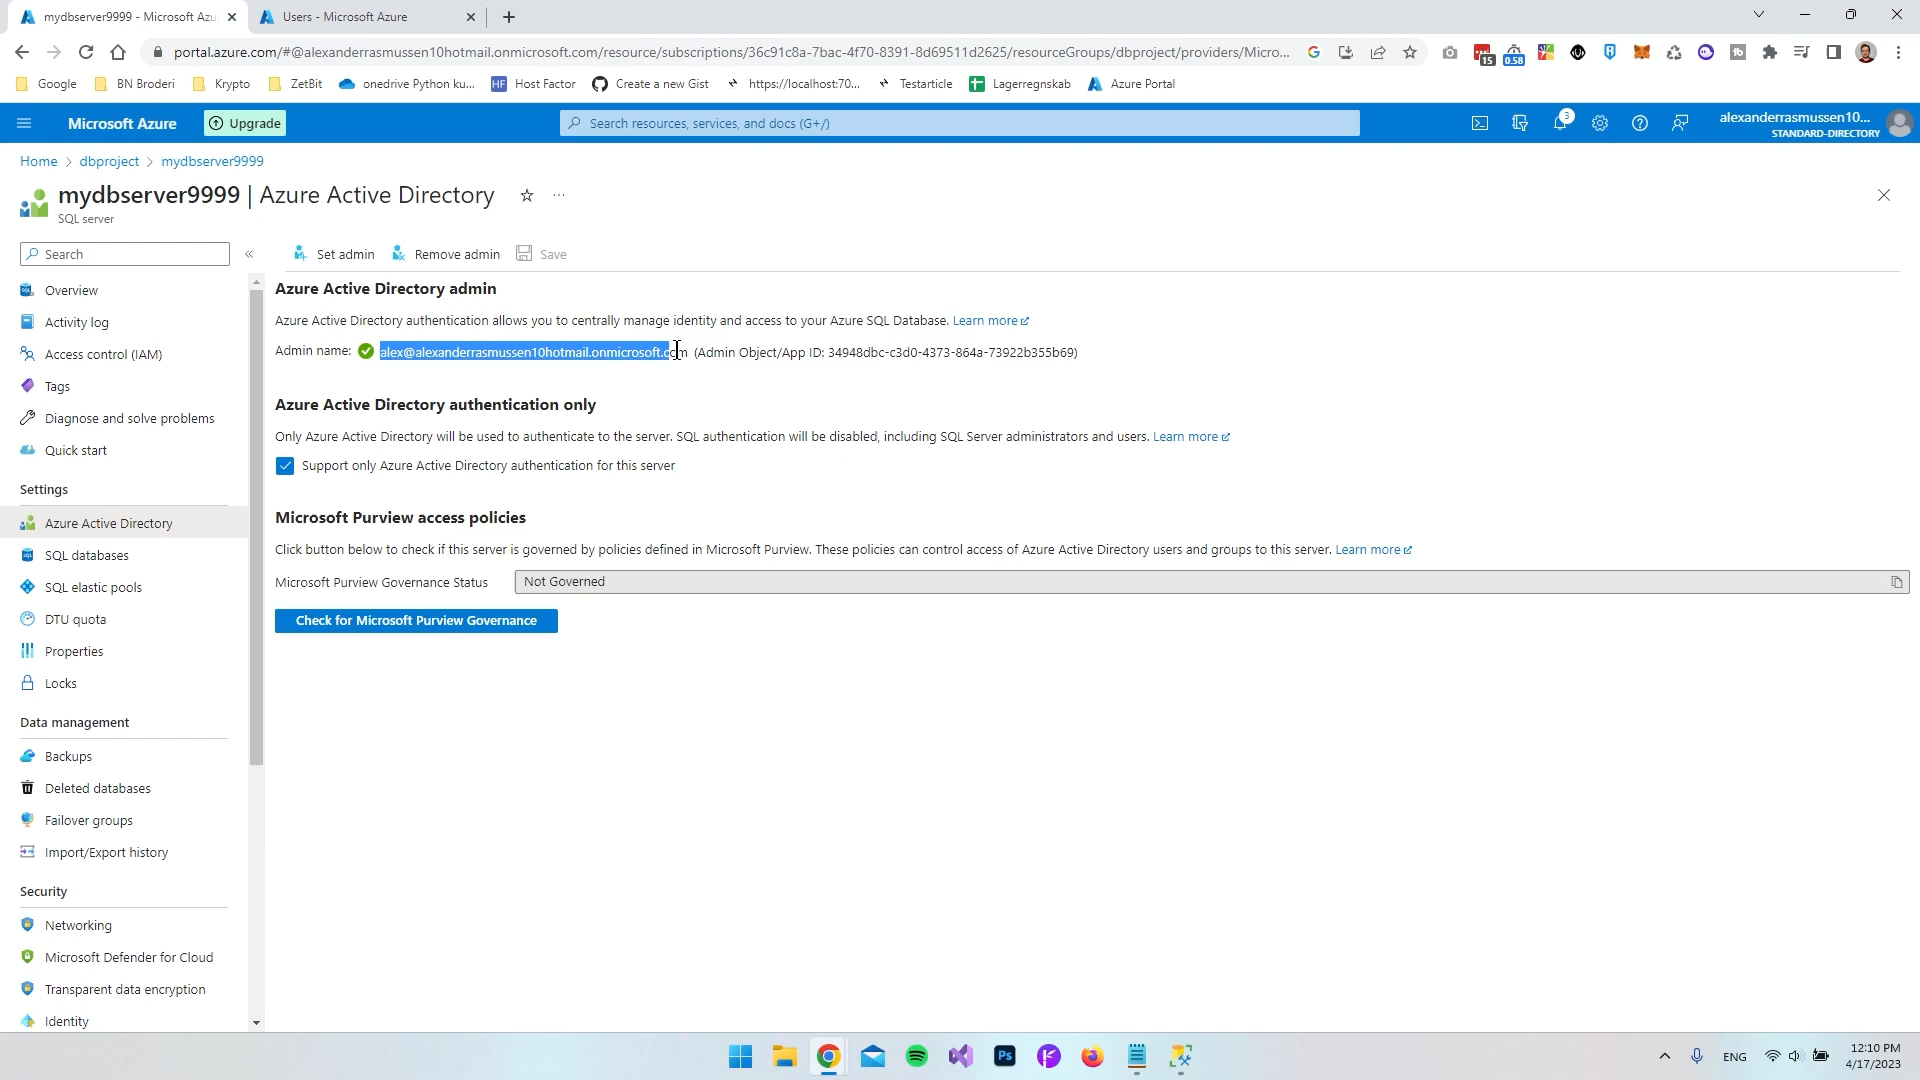 mydbserver9999 - Microsoft Azu
Users - Microsoft Azure
portal.azure.com/#@alexanderrasmussen10hotmail.onmicrosoft.com/resource/subscriptions/36c91c8a-7bac-4f70-8391-8d69511d2625/resourceGroups/dbproject/providers/Micro...
15
0.58
Google
BN Broderi
Krypto
ZetBit
onedrive Python ku...
HF Host Factor
Create a new Gist
https://localhost:70...
Testarticle
Lagerregnskab
Azure Portal
Microsoft Azure
Upgrade
Search resources, services, and docs (G+/)
3
alexanderrasmussen10...
STANDARD-DIRECTORY
Home > dbproject > mydbserver9999
mydbserver9999 | Azure Active Directory ...
SQL server
Search
«
Set admin
Remove admin
Save
Overview
Activity log
Access control (IAM)
Tags
Diagnose and solve problems
Quick start
Settings
Azure Active Directory
SQL databases
SQL elastic pools
DTU quota
Properties
Locks
Data management
Backups
Deleted databases
Failover groups
Import/Export history
Security
Networking
Microsoft Defender for Cloud
Transparent data encryption
Identity
Azure Active Directory admin
Azure Active Directory authentication allows you to centrally manage identity and access to your Azure SQL Database. Learn more
Admin name: alex@alexanderrasmussen10hotmail.onmicrosoft.com (Admin Object/App ID: 34948dbc-c3d0-4373-864a-73922b355b69)
Azure Active Directory authentication only
Only Azure Active Directory will be used to authenticate to the server. SQL authentication will be disabled, including SQL Server administrators and users. Learn more
Support only Azure Active Directory authentication for this server
Microsoft Purview access policies
Click button below to check if this server is governed by policies defined in Microsoft Purview. These policies can control access of Azure Active Directory users and groups to this server. Learn more
Microsoft Purview Governance Status
Not Governed
Check for Microsoft Purview Governance
Ps
ENG
12:10 PM
4/17/2023